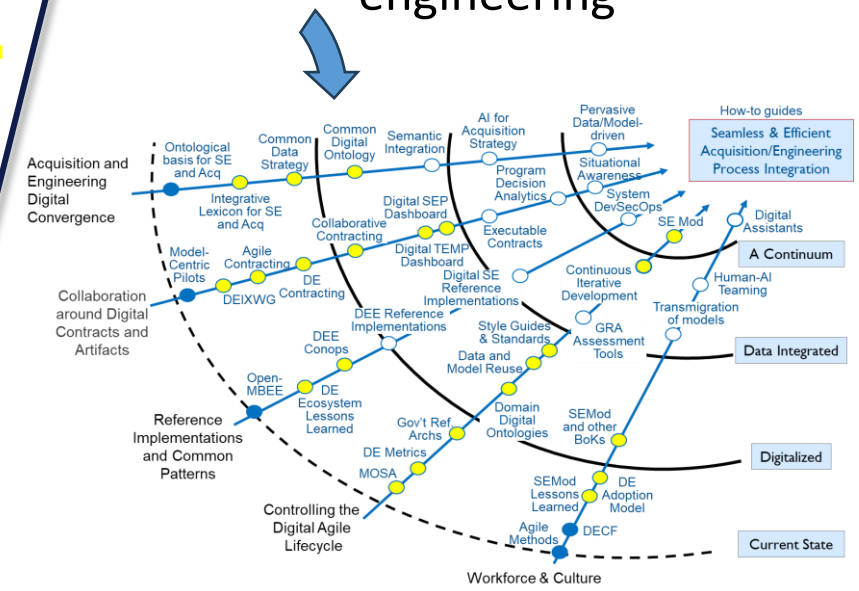 engineering
How-to guides
Seamless & Efficient
Acquisition/Engineering
Process Integration
Acquisition and
Engineering
Digital
Convergence
Ontological
basis for SE
and Acq
Integrative
Lexicon for SE
and Acq
Common
Data
Strategy
Common
Digital
Ontology
Semantic
Integration
AI for
Acquisition
Strategy
Pervasive
Data/Model-
driven
Collaboration
around Digital
Contracts and
Artifacts
Model-
Centric
Pilots
DEIXWG
Agile
Contracting
DE
Contracting
Collaborative
Contracting
Digital SEP
Dashboard
Digital TEMP
Dashboard
Executable
Contracts
Program
Decision
Analytics
Situational
Awareness
Reference
Implementations
and Common
Patterns
Open-
MBEE
DE
Ecosystem
Lessons
Learned
DEE
Conops
DEE Reference
Implementations
Digital SE
Reference
Implementations
System
DevSecOps
Controlling the
Digital Agile
Lifecycle
MOSA
DE Metrics
Gov't Ref
Archs
Domain
Digital
Ontologies
Data and
Model Reuse
Style Guides
& Standards
GRA
Assessment
Tools
Continuous
Iterative
Development
SE Mod
Workforce & Culture
Agile
Methods
DECF
SEMod
Lessons
Learned
DE
Adoption
Model
SEMod
and other
BoKs
Transmigration
of models
Human-AI
Teaming
Digital
Assistants
A Continuum
Data Integrated
Digitalized
Current State